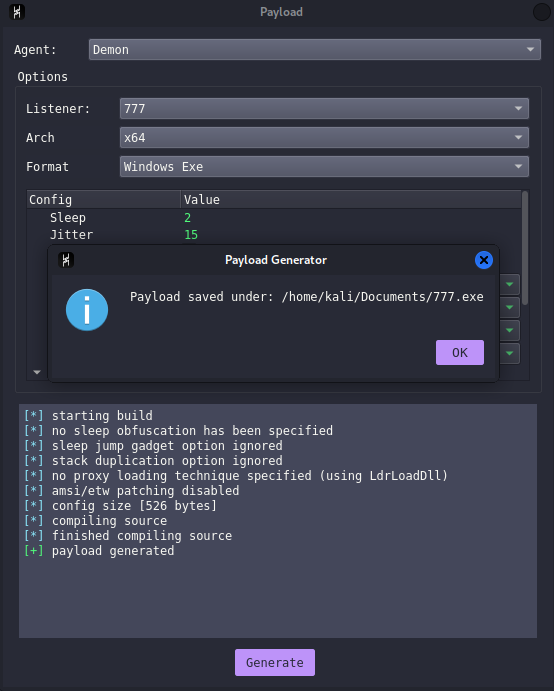 Payload
Agent: Demon
Options
Listener: 777
Arch x64
Format Windows Exe
Config Value
Sleep 2
Jitter 15
Payload Generator
Payload saved under: /home/kali/Documents/777.exe
OK
[*] starting build
[*] no sleep obfuscation has been specified
[*] sleep jump gadget option ignored
[*] stack duplication option ignored
[*] no proxy loading technique specified (using LdrLoadDll)
[*] amsi/etw patching disabled
[*] config size [526 bytes]
[*] compiling source
[*] finished compiling source
[+] payload generated
Generate